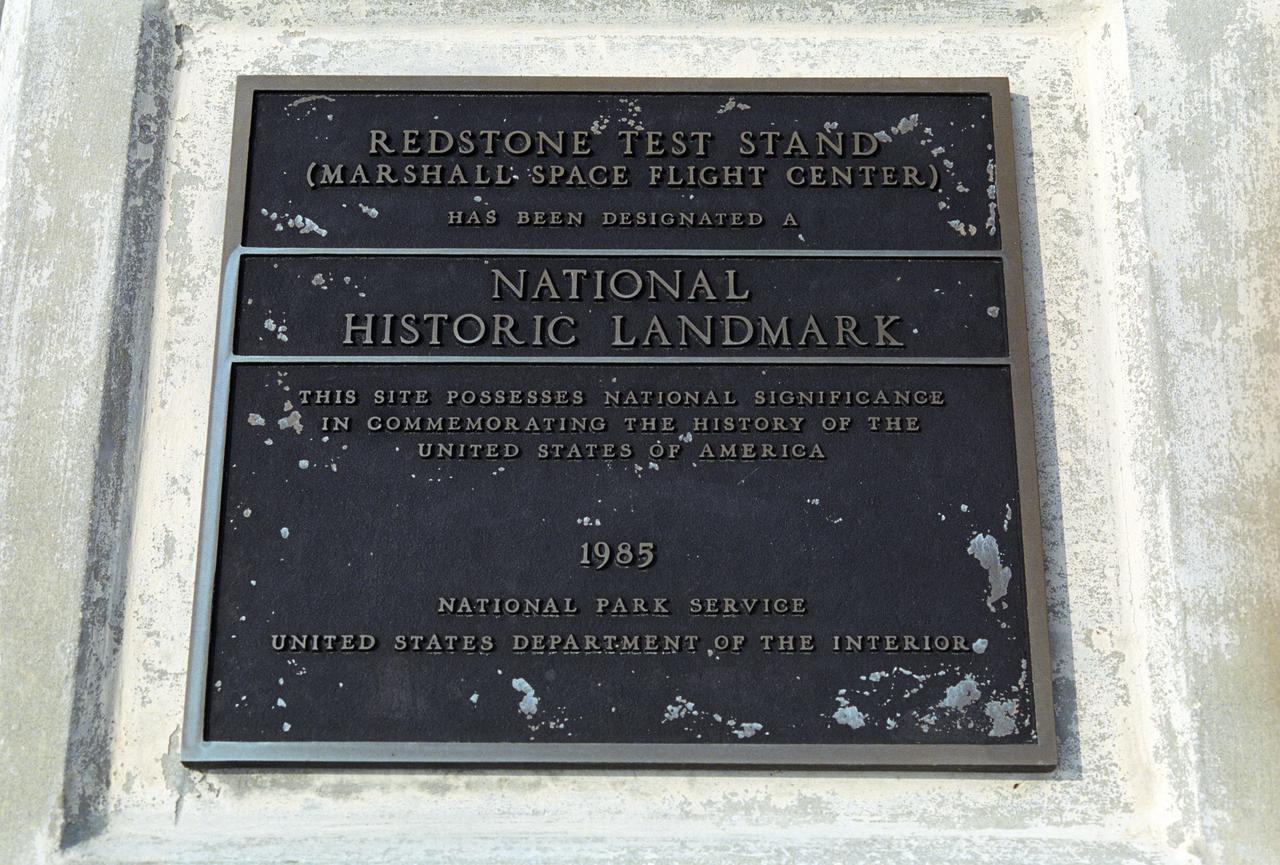 REDSTONE TEST STAND
(MARSHALL SPACE FLIGHT CENTER)
HAS BEEN DESIGNATED A
NATIONAL
HISTORIC LANDMARK
THIS SITE POSSESSES NATIONAL SIGNIFICANCE
IN COMMEMORATING THE HISTORY OF THE
UNITED STATES OF AMERICA
1985
NATIONAL PARK SERVICE
UNITED STATES DEPARTMENT OF THE INTERIOR